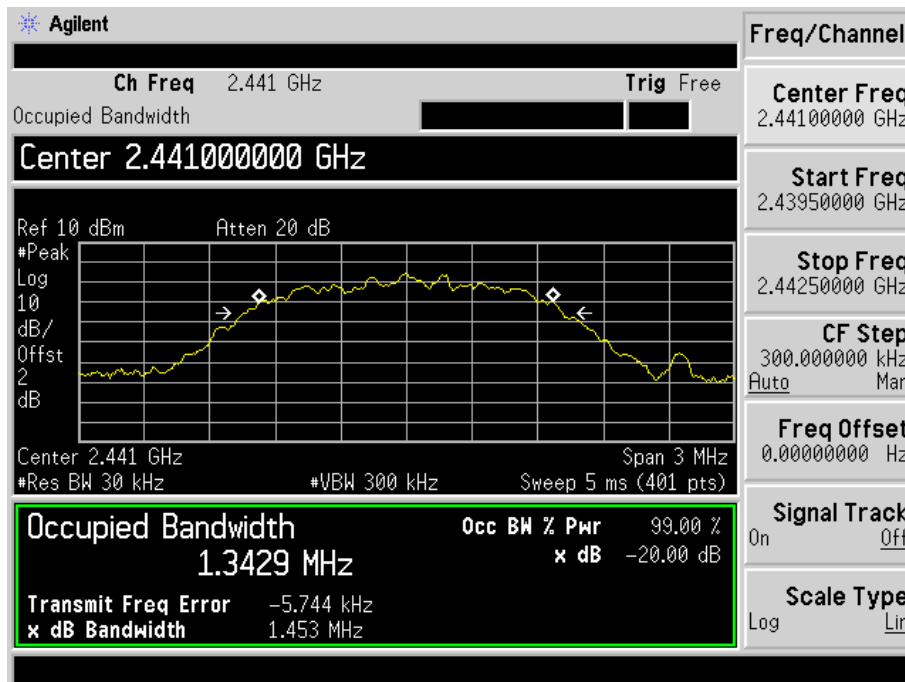 Agilent
Freq/Channel
Ch Freq 2.441 GHz Trig Free
Occupied Bandwidth
Center 2.441000000 GHz
Ref 10 dBm Atten 20 dB
#Peak
Log
10
dB/
Offst
2
dB
Center 2.441 GHz Span 3 MHz
#Res BW 30 kHz #VBW 300 kHz Sweep 5 ms (401 pts)
Occupied Bandwidth Occ BW % Pwr 99.00 %
1.3429 MHz x dB -20.00 dB
Transmit Freq Error -5.744 kHz
x dB Bandwidth 1.453 MHz
Center Freq
2.44100000 GHz
Start Freq
2.43950000 GHz
Stop Freq
2.44250000 GHz
CF Step
300.000000 kHz
Auto Man
Freq Offset
0.00000000 Hz
Signal Track
On Off
Scale Type
Log Lin